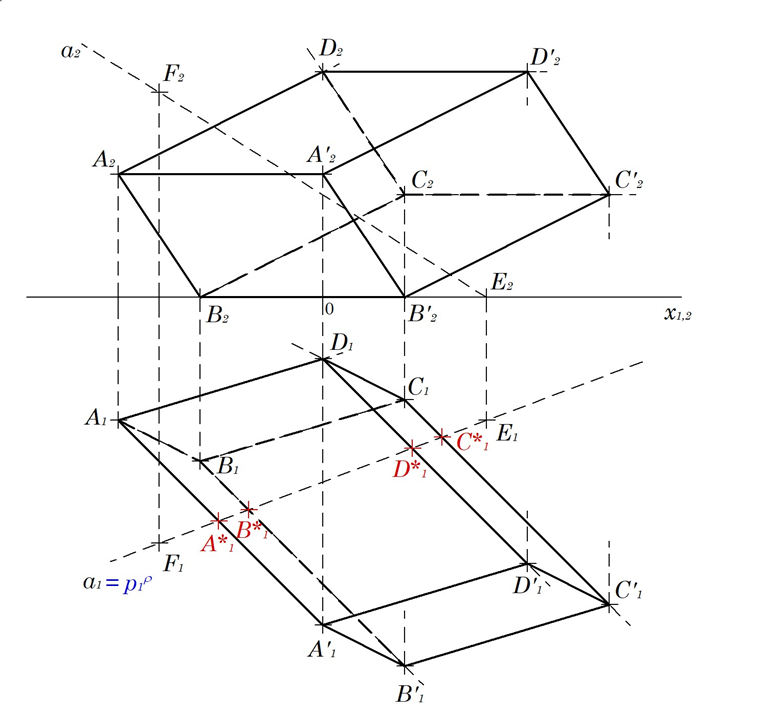 a₂
D₂
D'₂
F₂
A₂
A'₂
C₂
C'₂
E₂
B₂
0
B'₂
x₁,₂
D₁
C₁
A₁
E₁
B₁
C*₁
D*₁
A*₁
B*₁
F₁
a₁ = p₁ᵖ
D'₁
C'₁
A'₁
B'₁